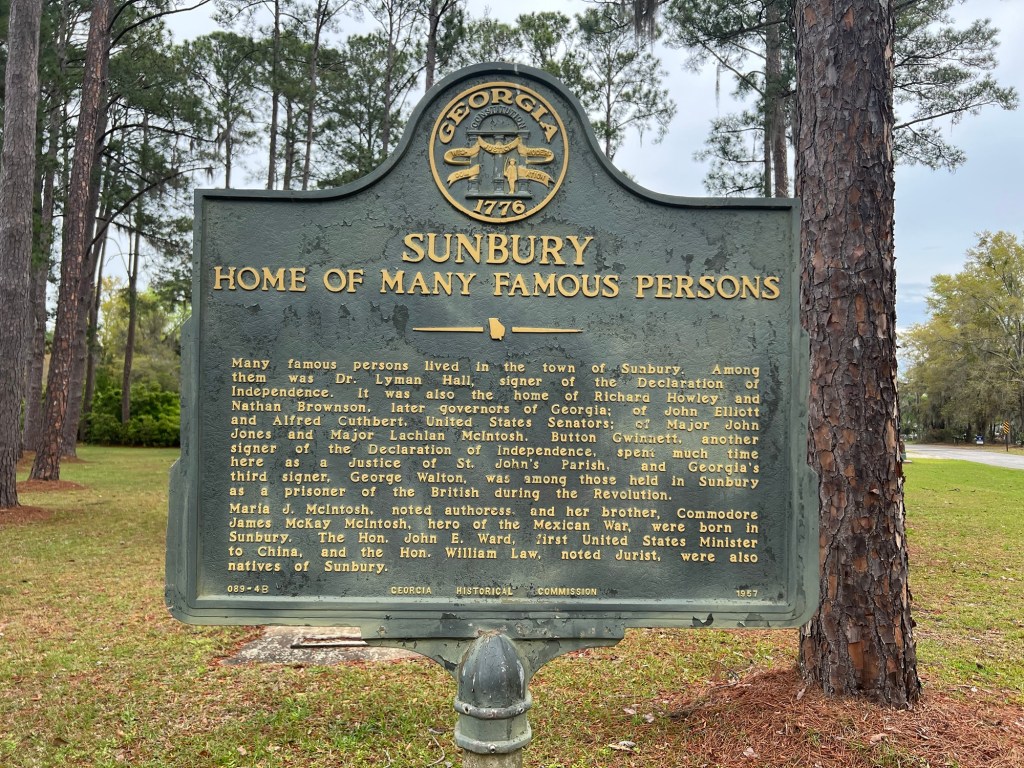 GEORGIA
CONSTITUTION
1776
SUNBURY
HOME OF MANY FAMOUS PERSONS
Many famous persons lived in the town of Sunbury. Among
them was Dr. Lyman Hall, signer of the Declaration of
Independence. It was also the home of Richard Howley and
Nathan Brownson, later governors of Georgia; of John Elliott
and Alfred Cuthbert, United States Senators; of Major John
Jones and Major Lachlan McIntosh. Button Gwinnett, another
signer of the Declaration of Independence, spent much time
here as a Justice of St. John's Parish, and Georgia's
third signer, George Walton, was among those held in Sunbury
as a prisoner of the British during the Revolution.
Maria J. McIntosh, noted authoress and her brother, Commodore
James McKay McIntosh, hero of the Mexican War, were born in
Sunbury. The Hon. John E. Ward, first United States Minister
to China, and the Hon. William Law, noted Jurist, were also
natives of Sunbury.
089-4B GEORGIA HISTORICAL COMMISSION 1957